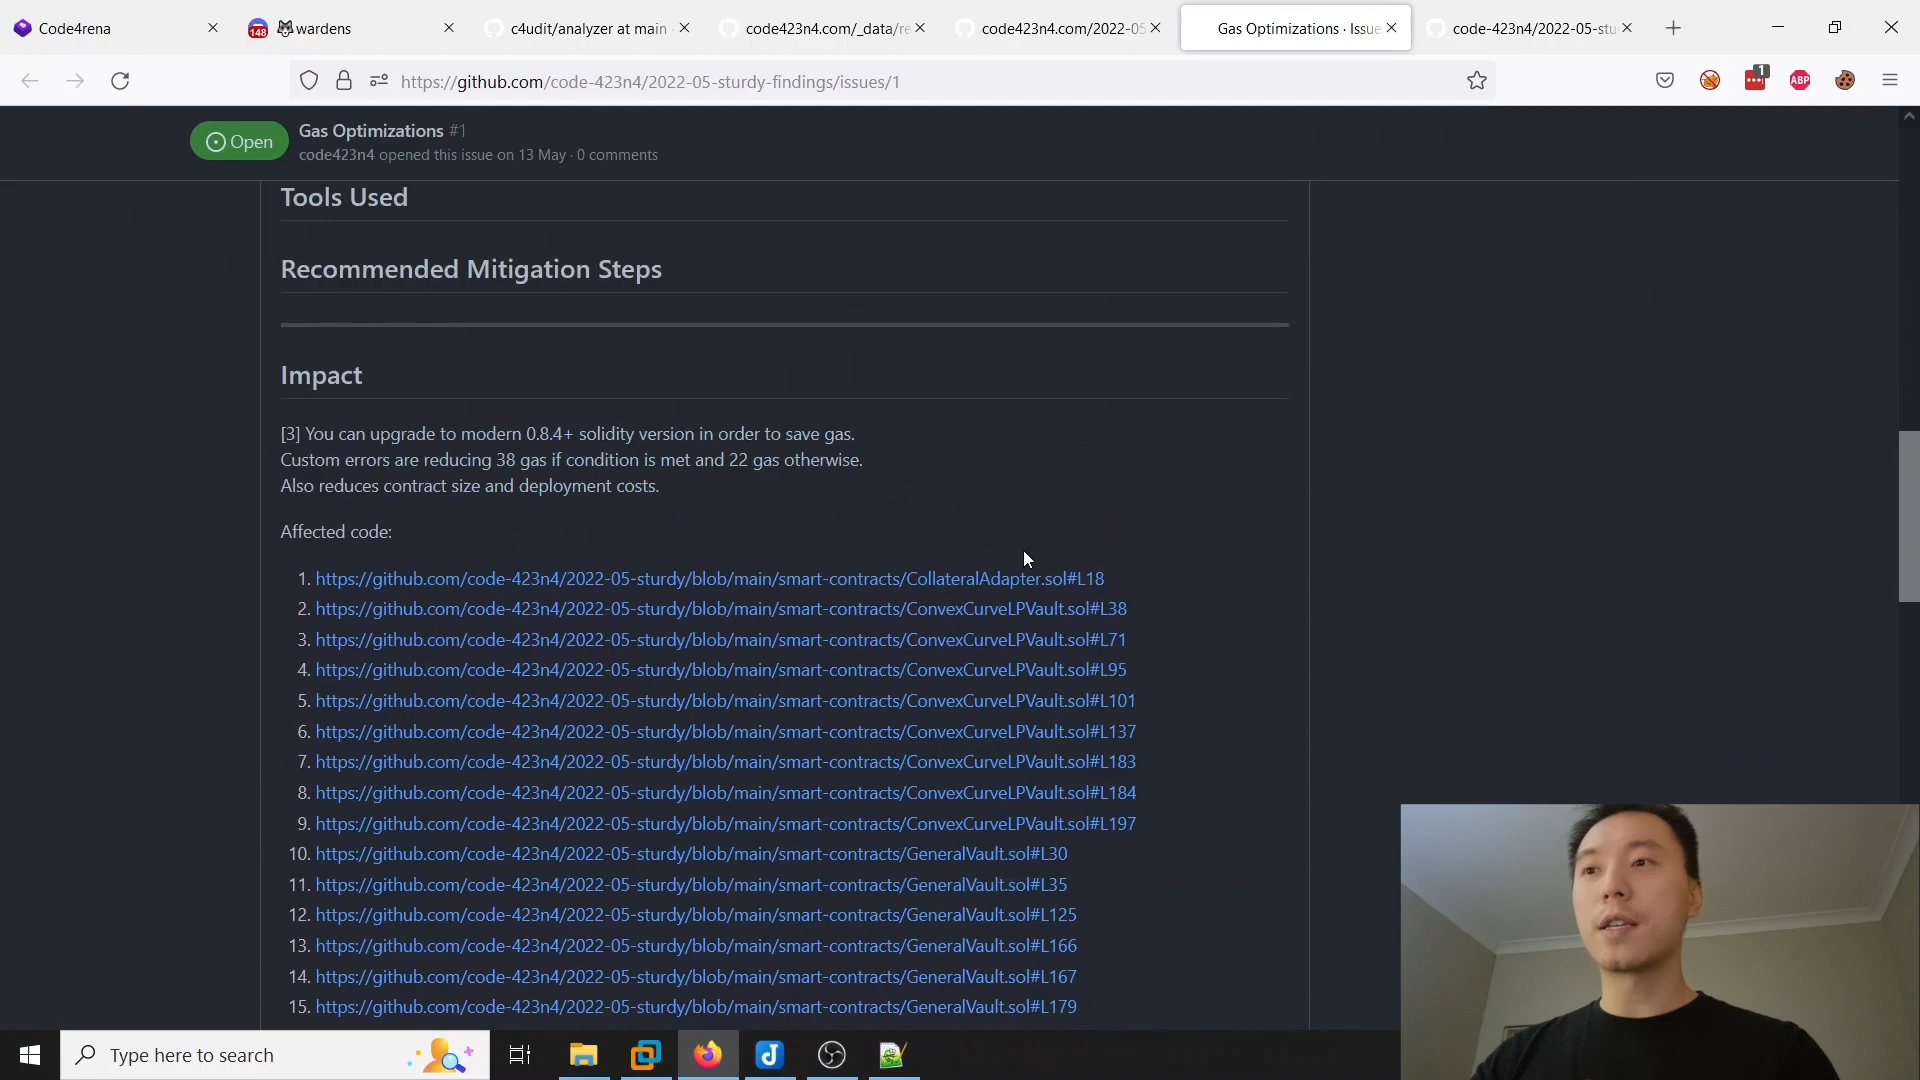 Code4rena
148
wardens
c4udit/analyzer at main
code423n4.com/_data/re
code423n4.com/2022-05
Gas Optimizations · Issue
code-423n4/2022-05-stu
https://github.com/code-423n4/2022-05-sturdy-findings/issues/1
1
ABP
Open
Gas Optimizations #1
code423n4 opened this issue on 13 May · 0 comments
Tools Used
Recommended Mitigation Steps
Impact
[3] You can upgrade to modern 0.8.4+ solidity version in order to save gas.
Custom errors are reducing 38 gas if condition is met and 22 gas otherwise.
Also reduces contract size and deployment costs.
Affected code:
1. https://github.com/code-423n4/2022-05-sturdy/blob/main/smart-contracts/CollateralAdapter.sol#L18
2. https://github.com/code-423n4/2022-05-sturdy/blob/main/smart-contracts/ConvexCurveLPVault.sol#L38
3. https://github.com/code-423n4/2022-05-sturdy/blob/main/smart-contracts/ConvexCurveLPVault.sol#L71
4. https://github.com/code-423n4/2022-05-sturdy/blob/main/smart-contracts/ConvexCurveLPVault.sol#L95
5. https://github.com/code-423n4/2022-05-sturdy/blob/main/smart-contracts/ConvexCurveLPVault.sol#L101
6. https://github.com/code-423n4/2022-05-sturdy/blob/main/smart-contracts/ConvexCurveLPVault.sol#L137
7. https://github.com/code-423n4/2022-05-sturdy/blob/main/smart-contracts/ConvexCurveLPVault.sol#L183
8. https://github.com/code-423n4/2022-05-sturdy/blob/main/smart-contracts/ConvexCurveLPVault.sol#L184
9. https://github.com/code-423n4/2022-05-sturdy/blob/main/smart-contracts/ConvexCurveLPVault.sol#L197
10. https://github.com/code-423n4/2022-05-sturdy/blob/main/smart-contracts/GeneralVault.sol#L30
11. https://github.com/code-423n4/2022-05-sturdy/blob/main/smart-contracts/GeneralVault.sol#L35
12. https://github.com/code-423n4/2022-05-sturdy/blob/main/smart-contracts/GeneralVault.sol#L125
13. https://github.com/code-423n4/2022-05-sturdy/blob/main/smart-contracts/GeneralVault.sol#L166
14. https://github.com/code-423n4/2022-05-sturdy/blob/main/smart-contracts/GeneralVault.sol#L167
15. https://github.com/code-423n4/2022-05-sturdy/blob/main/smart-contracts/GeneralVault.sol#L179
Type here to search